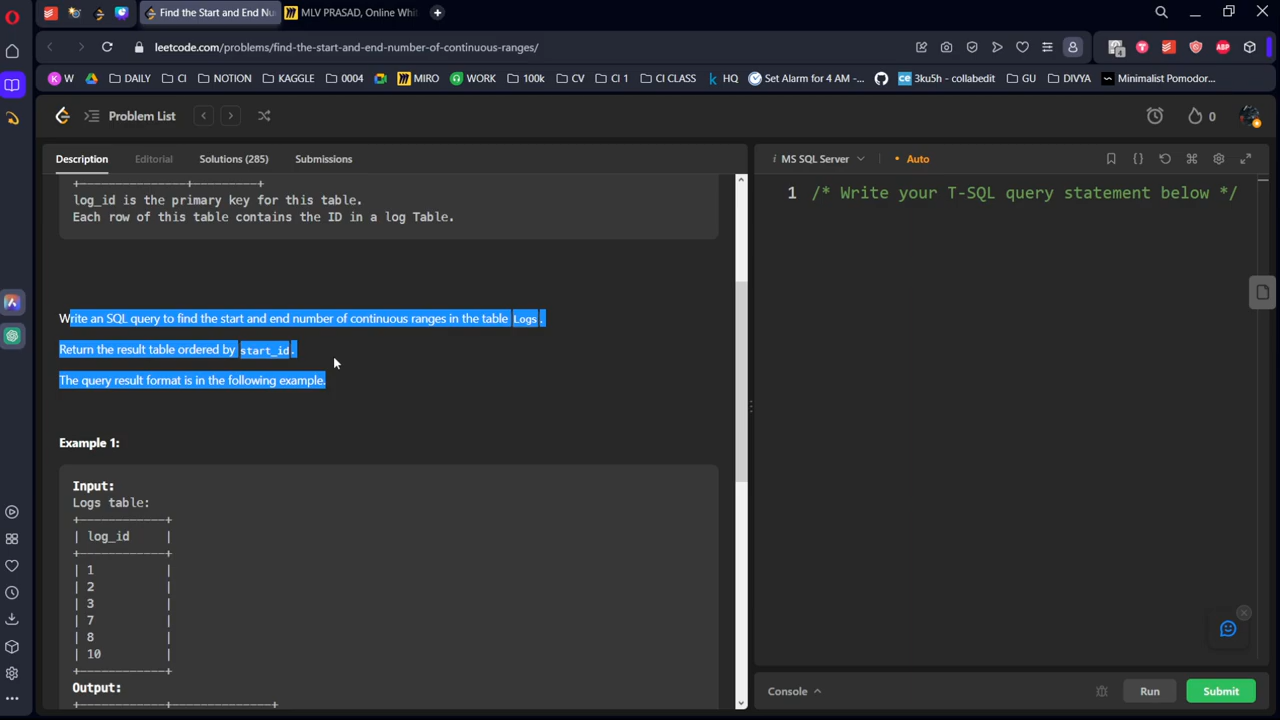 Find the Start and End Nu
MLV PRASAD, Online Whit
leetcode.com/problems/find-the-start-and-end-number-of-continuous-ranges/
W
DAILY
CI
NOTION
KAGGLE
0004
MIRO
WORK
100k
CV
CI 1
CI CLASS
HQ
Set Alarm for 4 AM -...
3ku5h - collabedit
GU
DIVYA
Minimalist Pomodor...
Problem List
0
Description
Editorial
Solutions (285)
Submissions
MS SQL Server
Auto
+---------------+---------+
log_id is the primary key for this table.
Each row of this table contains the ID in a log Table.
Write an SQL query to find the start and end number of continuous ranges in the table Logs.
Return the result table ordered by start_id.
The query result format is in the following example.
Example 1:
Input:
Logs table:
+------------+
| log_id     |
+------------+
| 1          |
| 2          |
| 3          |
| 7          |
| 8          |
| 10         |
+------------+
Output:
+------------+--------------+
1 /* Write your T-SQL query statement below */
Console
Run
Submit